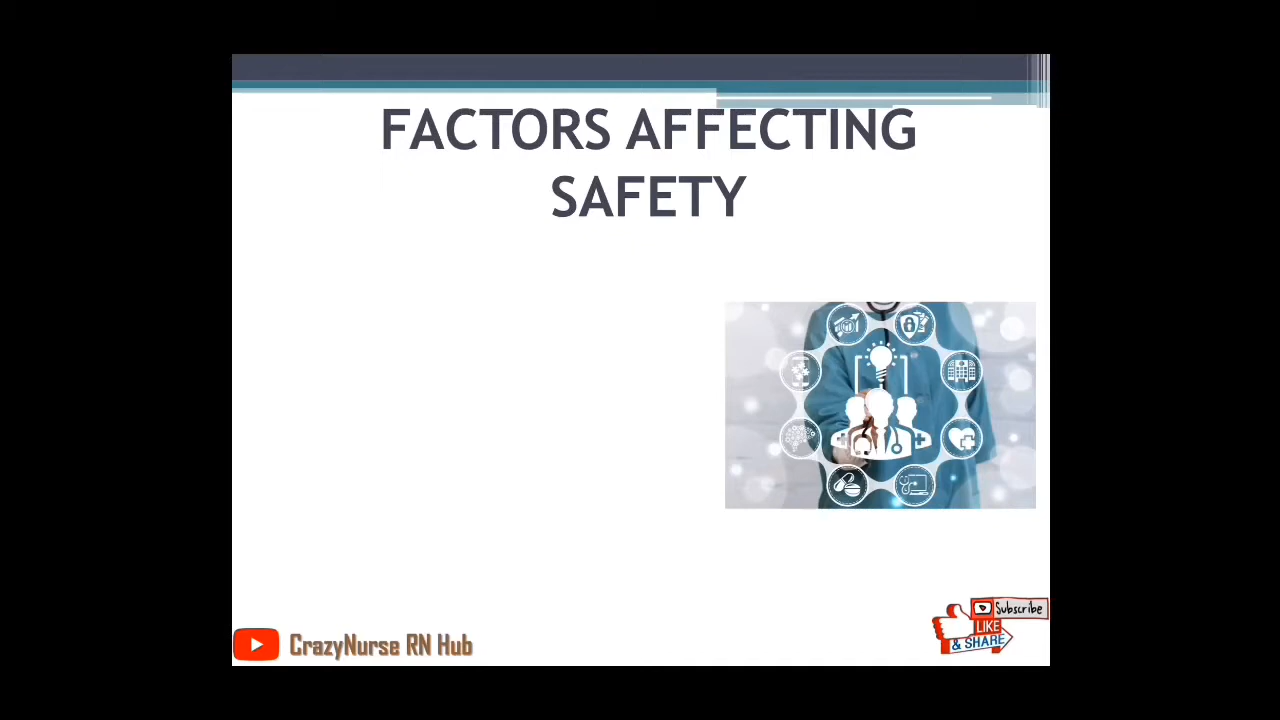 FACTORS AFFECTING
SAFETY
Subscribe
LIKE
& SHARE
CrazyNurse RN Hub